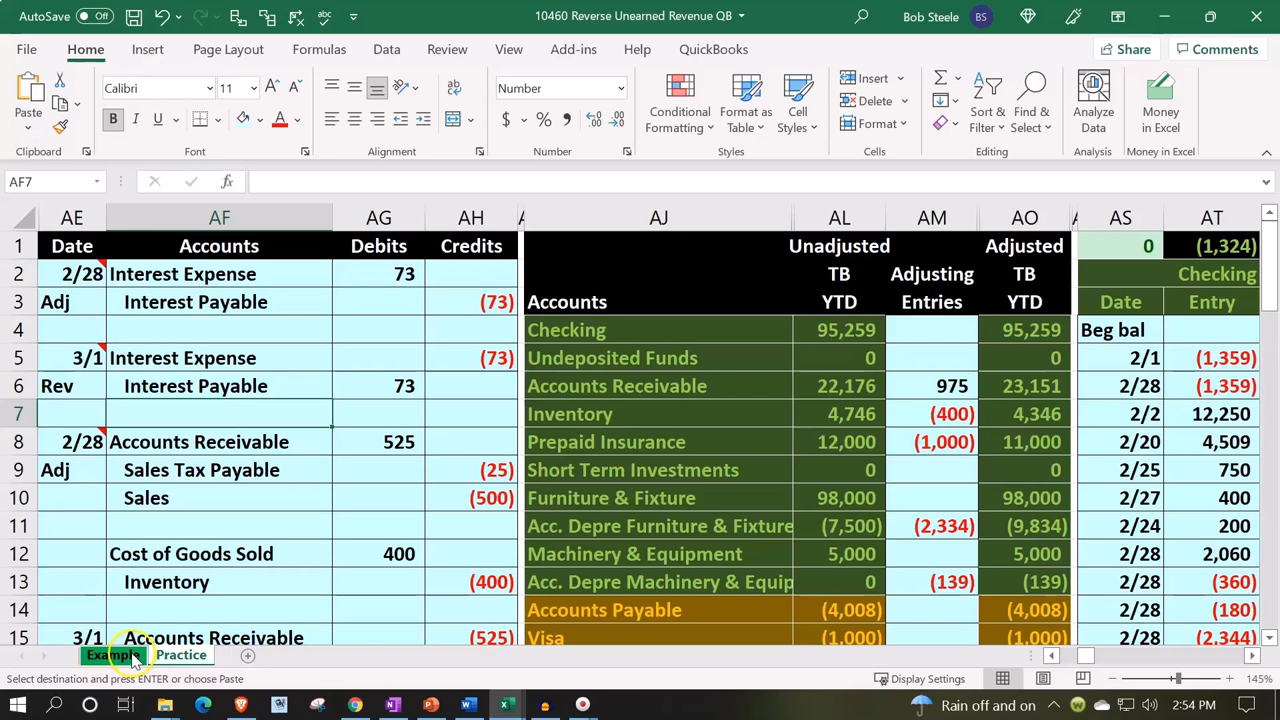 AutoSave Off 10460 Reverse Unearned Revenue QB Bob Steele BS
File Home Insert Page Layout Formulas Data Review View Add-ins Help QuickBooks Share Comments
Calibri 11 Number Insert
Paste Conditional Formatting Format as Table Cell Styles Delete Sort & Filter Find & Select Analyze Data Money in Excel
B I U A $ % Format
Clipboard Font Alignment Number Styles Cells Editing Analysis Money in Excel
AF7 fx
AE AF AG AH AJ AL AM AO AS AT
1 Date Accounts Debits Credits Unadjusted Adjusted 0 (1,324)
2 2/28 Interest Expense 73 TB Adjusting TB Checking
3 Adj Interest Payable (73) Accounts YTD Entries YTD Date Entry
4 Checking 95,259 95,259 Beg bal
5 3/1 Interest Expense (73) Undeposited Funds 0 0 2/1 (1,359)
6 Rev Interest Payable 73 Accounts Receivable 22,176 975 23,151 2/28 (1,359)
7 Inventory 4,746 (400) 4,346 2/2 12,250
8 2/28 Accounts Receivable 525 Prepaid Insurance 12,000 (1,000) 11,000 2/20 4,509
9 Adj Sales Tax Payable (25) Short Term Investments 0 0 2/25 750
10 Sales (500) Furniture & Fixture 98,000 98,000 2/27 400
11 Acc. Depre Furniture & Fixture (7,500) (2,334) (9,834) 2/24 200
12 Cost of Goods Sold 400 Machinery & Equipment 5,000 5,000 2/28 2,060
13 Inventory (400) Acc. Depre Machinery & Equip 0 (139) (139) 2/28 (360)
14 Accounts Payable (4,008) (4,008) 2/28 (180)
15 3/1 Accounts Receivable (525) Visa (1,000) (1,000) 2/28 (2,344)
Example Practice
Select destination and press ENTER or choose Paste Display Settings 145%
Rain off and on 2:54 PM